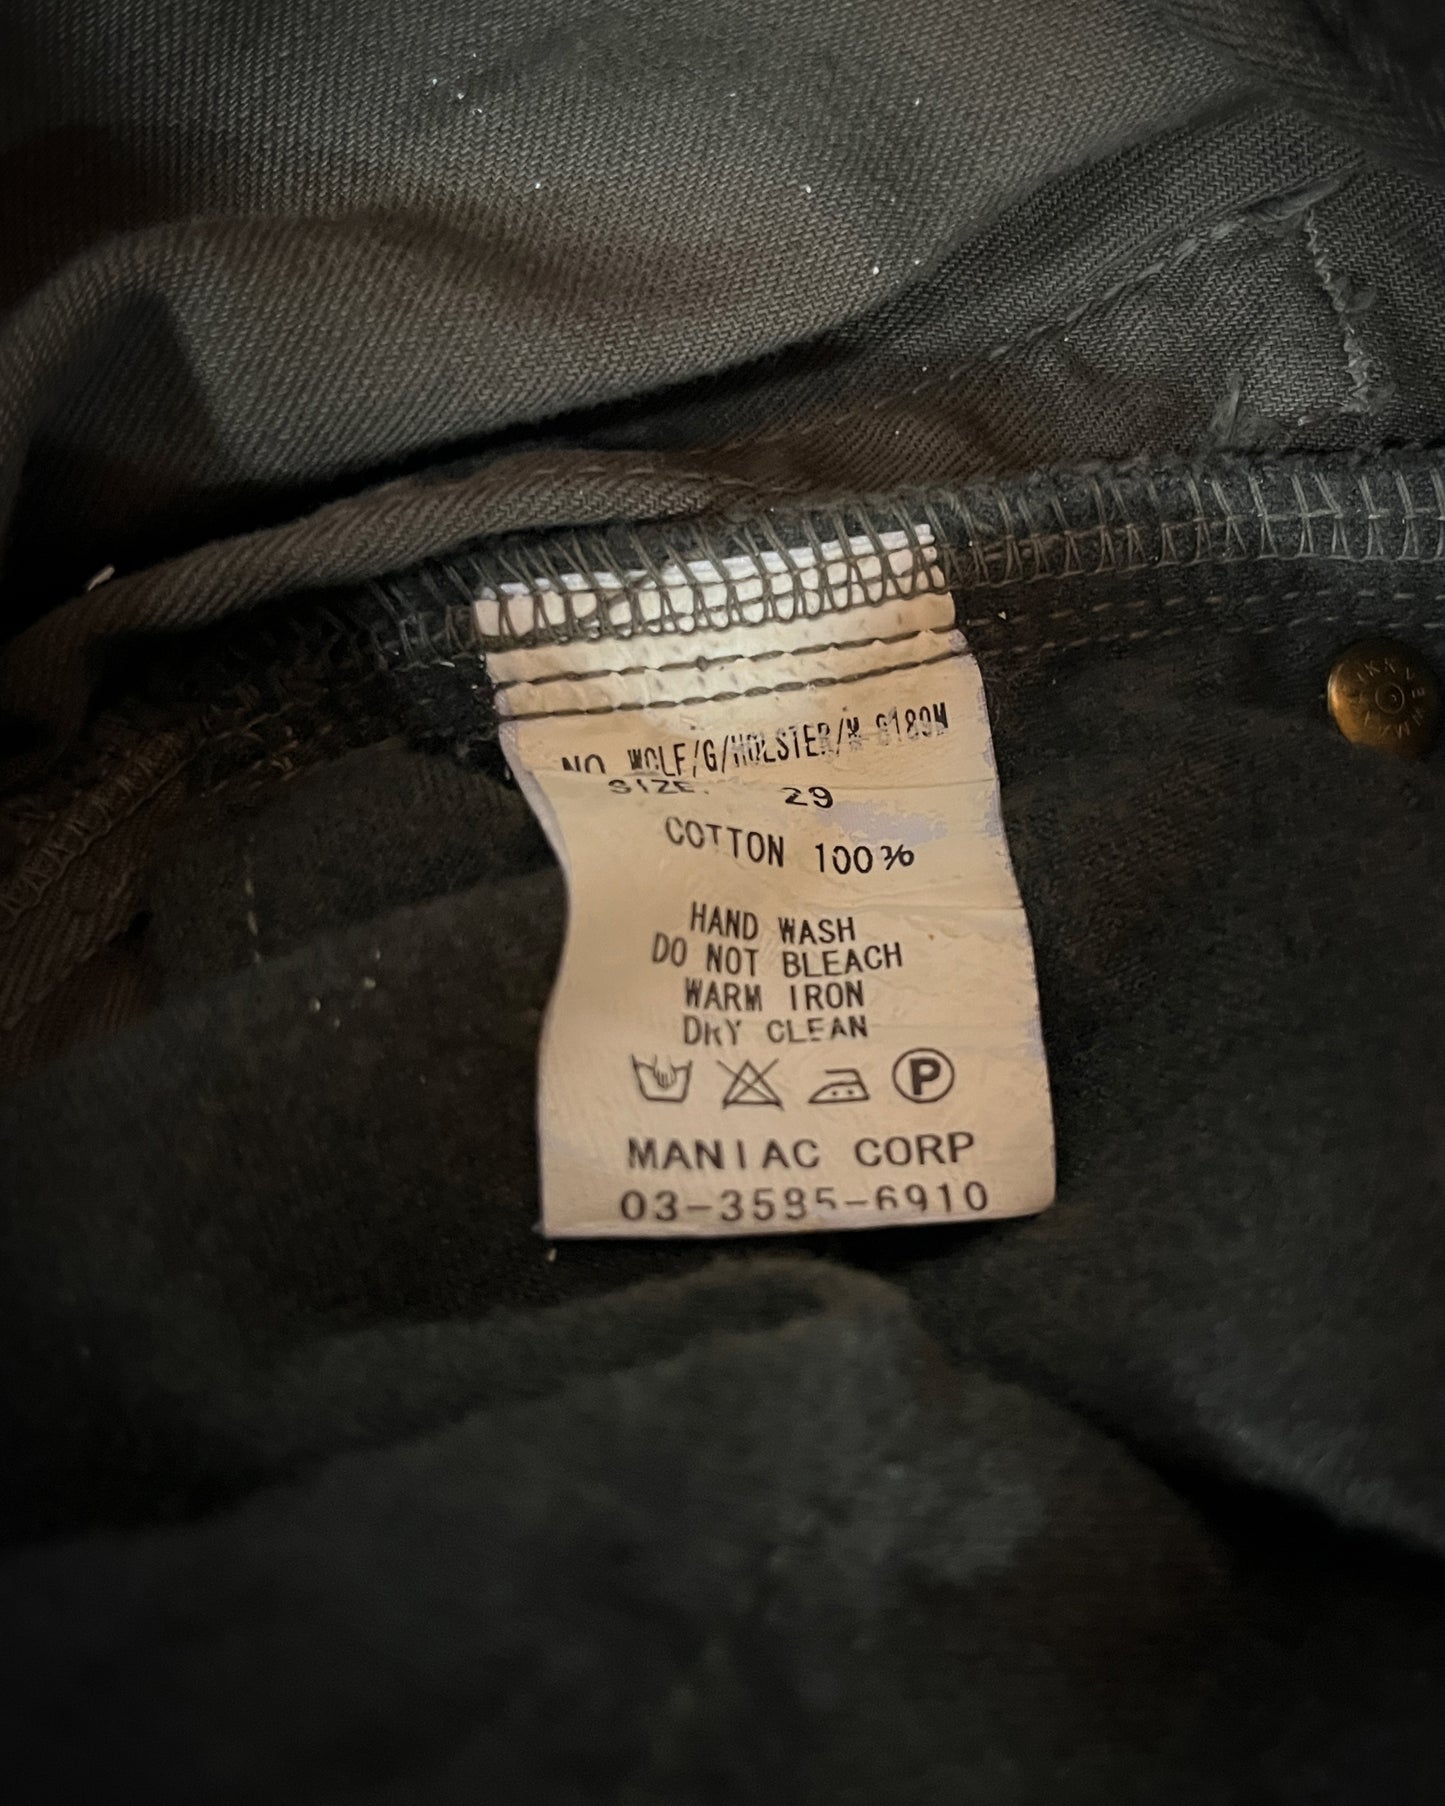 NO. WOLF/G/HOLSTER/W-G189M
SIZE. 29
COTTON 100%
HAND WASH
DO NOT BLEACH
WARM IRON
DRY CLEAN
P
MANIAC CORP
03-3585-6910